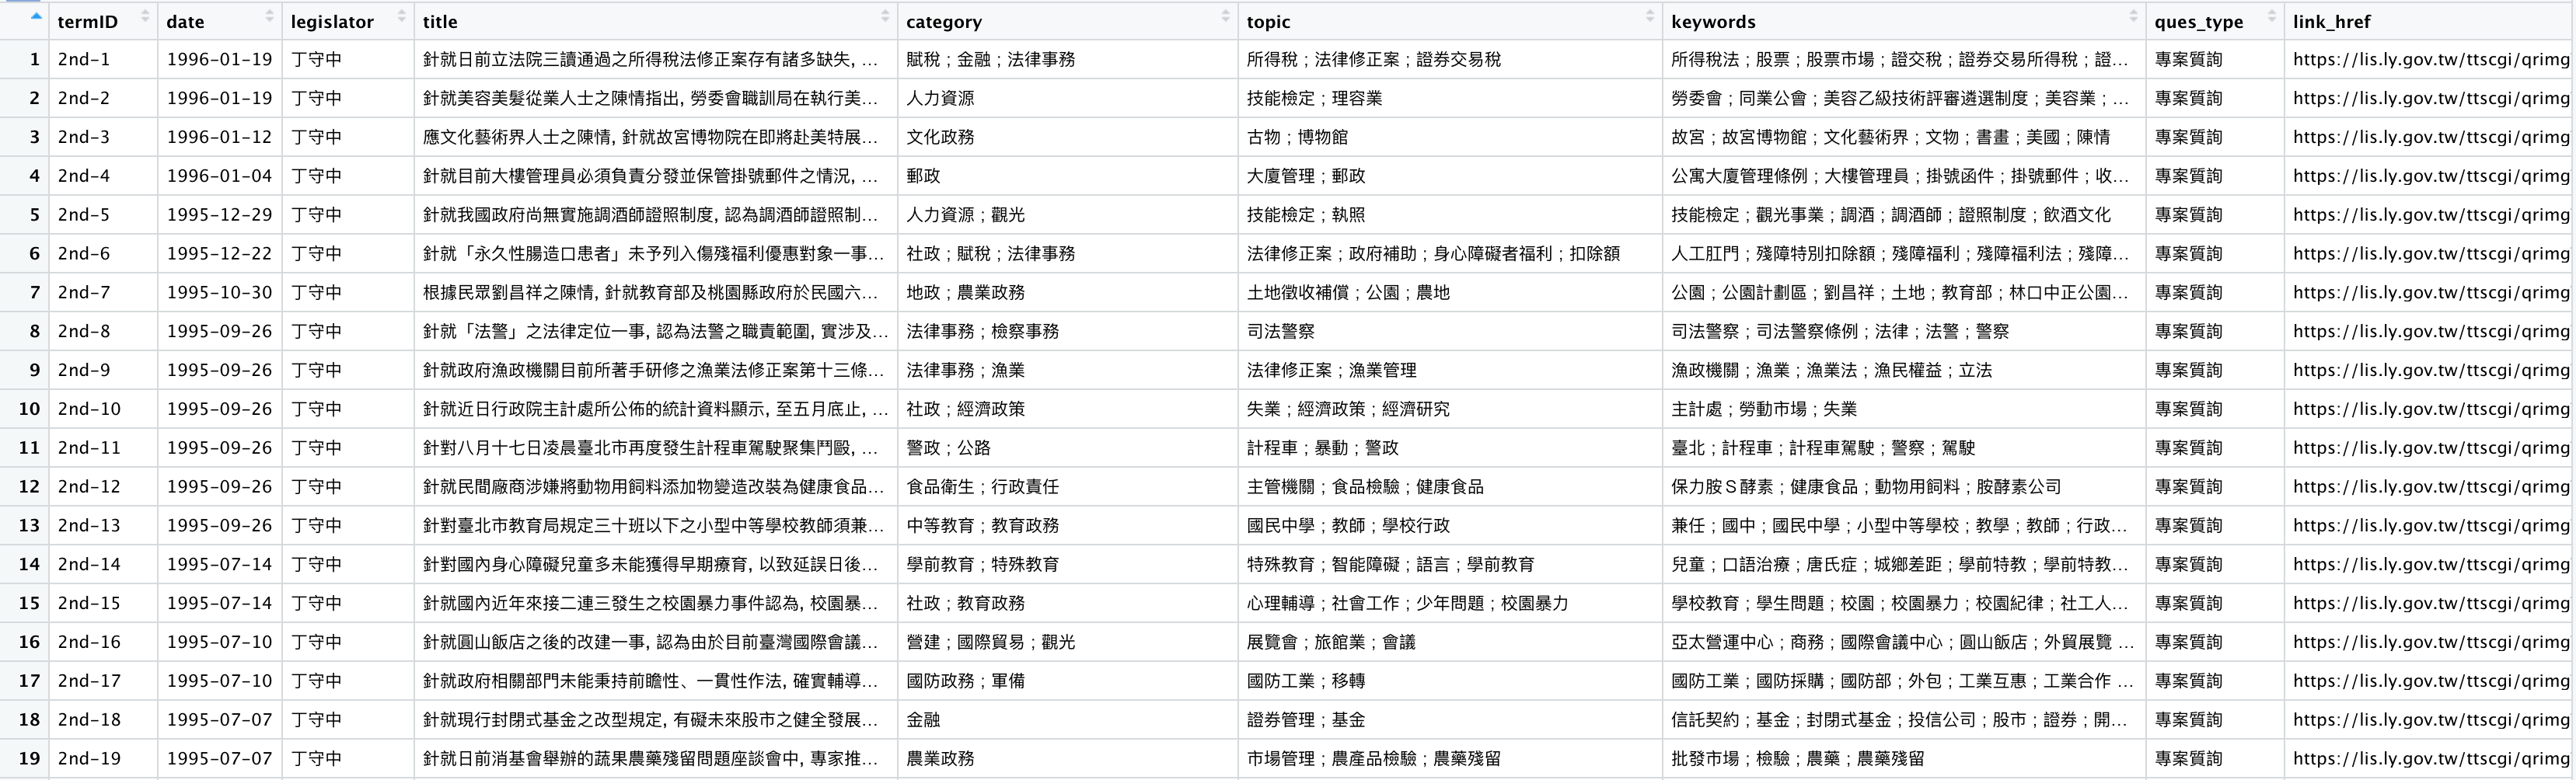 termID date legislator title category topic keywords ques_type link_href
1 2nd-1 1996-01-19 丁守中 針就日前立法院三讀通過之所得稅法修正案存有諸多缺失, … 賦稅 ; 金融 ; 法律事務 所得稅 ; 法律修正案 ; 證券交易稅 所得稅法 ; 股票 ; 股票市場 ; 證交稅 ; 證券交易所得稅 ; 證… 專案質詢 https://lis.ly.gov.tw/ttscgi/qrimg
2 2nd-2 1996-01-19 丁守中 針就美容美髮從業人士之陳情指出, 勞委會職訓局在執行美… 人力資源 技能檢定 ; 理容業 勞委會 ; 同業公會 ; 美容乙級技術評審遴選制度 ; 美容業 ; … 專案質詢 https://lis.ly.gov.tw/ttscgi/qrimg
3 2nd-3 1996-01-12 丁守中 應文化藝術界人士之陳情, 針就故宮博物院在即將赴美特展… 文化政務 古物 ; 博物館 故宮 ; 故宮博物館 ; 文化藝術界 ; 文物 ; 書畫 ; 美國 ; 陳情 專案質詢 https://lis.ly.gov.tw/ttscgi/qrimg
4 2nd-4 1996-01-04 丁守中 針就目前大樓管理員必須負責分發並保管掛號郵件之情況, … 郵政 大廈管理 ; 郵政 公寓大廈管理條例 ; 大樓管理員 ; 掛號函件 ; 掛號郵件 ; 收… 專案質詢 https://lis.ly.gov.tw/ttscgi/qrimg
5 2nd-5 1995-12-29 丁守中 針就我國政府尚無實施調酒師證照制度, 認為調酒師證照制… 人力資源 ; 觀光 技能檢定 ; 執照 技能檢定 ; 觀光事業 ; 調酒 ; 調酒師 ; 證照制度 ; 飲酒文化 專案質詢 https://lis.ly.gov.tw/ttscgi/qrimg
6 2nd-6 1995-12-22 丁守中 針就「永久性腸造口患者」未予列入傷殘福利優惠對象一事… 社政 ; 賦稅 ; 法律事務 法律修正案 ; 政府補助 ; 身心障礙者福利 ; 扣除額 人工肛門 ; 殘障特別扣除額 ; 殘障福利 ; 殘障福利法 ; 殘障… 專案質詢 https://lis.ly.gov.tw/ttscgi/qrimg
7 2nd-7 1995-10-30 丁守中 根據民眾劉昌祥之陳情, 針就教育部及桃園縣政府於民國六… 地政 ; 農業政務 土地徵收補償 ; 公園 ; 農地 公園 ; 公園計劃區 ; 劉昌祥 ; 土地 ; 教育部 ; 林口中正公園… 專案質詢 https://lis.ly.gov.tw/ttscgi/qrimg
8 2nd-8 1995-09-26 丁守中 針就「法警」之法律定位一事, 認為法警之職責範圍, 實涉及… 法律事務 ; 檢察事務 司法警察 司法警察 ; 司法警察條例 ; 法律 ; 法警 ; 警察 專案質詢 https://lis.ly.gov.tw/ttscgi/qrimg
9 2nd-9 1995-09-26 丁守中 針就政府漁政機關目前所著手研修之漁業法修正案第十三條… 法律事務 ; 漁業 法律修正案 ; 漁業管理 漁政機關 ; 漁業 ; 漁業法 ; 漁民權益 ; 立法 專案質詢 https://lis.ly.gov.tw/ttscgi/qrimg
10 2nd-10 1995-09-26 丁守中 針就近日行政院主計處所公佈的統計資料顯示, 至五月底止, … 社政 ; 經濟政策 失業 ; 經濟政策 ; 經濟研究 主計處 ; 勞動市場 ; 失業 專案質詢 https://lis.ly.gov.tw/ttscgi/qrimg
11 2nd-11 1995-09-26 丁守中 針對八月十七日凌晨臺北市再度發生計程車駕駛聚集鬥毆, … 警政 ; 公路 計程車 ; 暴動 ; 警政 臺北 ; 計程車 ; 計程車駕駛 ; 警察 ; 駕駛 專案質詢 https://lis.ly.gov.tw/ttscgi/qrimg
12 2nd-12 1995-09-26 丁守中 針就民間廠商涉嫌將動物用飼料添加物變造改裝為健康食品… 食品衛生 ; 行政責任 主管機關 ; 食品檢驗 ; 健康食品 保力胺Ｓ酵素 ; 健康食品 ; 動物用飼料 ; 胺酵素公司 專案質詢 https://lis.ly.gov.tw/ttscgi/qrimg
13 2nd-13 1995-09-26 丁守中 針對臺北市教育局規定三十班以下之小型中等學校教師須兼… 中等教育 ; 教育政務 國民中學 ; 教師 ; 學校行政 兼任 ; 國中 ; 國民中學 ; 小型中等學校 ; 教學 ; 教師 ; 行政… 專案質詢 https://lis.ly.gov.tw/ttscgi/qrimg
14 2nd-14 1995-07-14 丁守中 針對國內身心障礙兒童多未能獲得早期療育, 以致延誤日後… 學前教育 ; 特殊教育 特殊教育 ; 智能障礙 ; 語言 ; 學前教育 兒童 ; 口語治療 ; 唐氏症 ; 城鄉差距 ; 學前特教 ; 學前特教… 專案質詢 https://lis.ly.gov.tw/ttscgi/qrimg
15 2nd-15 1995-07-14 丁守中 針就國內近年來接二連三發生之校園暴力事件認為, 校園暴… 社政 ; 教育政務 心理輔導 ; 社會工作 ; 少年問題 ; 校園暴力 學校教育 ; 學生問題 ; 校園 ; 校園暴力 ; 校園紀律 ; 社工人… 專案質詢 https://lis.ly.gov.tw/ttscgi/qrimg
16 2nd-16 1995-07-10 丁守中 針就圓山飯店之後的改建一事, 認為由於目前臺灣國際會議… 營建 ; 國際貿易 ; 觀光 展覽會 ; 旅館業 ; 會議 亞太營運中心 ; 商務 ; 國際會議中心 ; 圓山飯店 ; 外貿展覽 … 專案質詢 https://lis.ly.gov.tw/ttscgi/qrimg
17 2nd-17 1995-07-10 丁守中 針就政府相關部門未能秉持前瞻性、一貫性作法, 確實輔導… 國防政務 ; 軍備 國防工業 ; 移轉 國防工業 ; 國防採購 ; 國防部 ; 外包 ; 工業互惠 ; 工業合作 … 專案質詢 https://lis.ly.gov.tw/ttscgi/qrimg
18 2nd-18 1995-07-07 丁守中 針就現行封閉式基金之改型規定, 有礙未來股市之健全發展… 金融 證券管理 ; 基金 信託契約 ; 基金 ; 封閉式基金 ; 投信公司 ; 股市 ; 證券 ; 開… 專案質詢 https://lis.ly.gov.tw/ttscgi/qrimg
19 2nd-19 1995-07-07 丁守中 針就日前消基會舉辦的蔬果農藥殘留問題座談會中, 專家推… 農業政務 市場管理 ; 農產品檢驗 ; 農藥殘留 批發市場 ; 檢驗 ; 農藥 ; 農藥殘留 專案質詢 https://lis.ly.gov.tw/ttscgi/qrimg